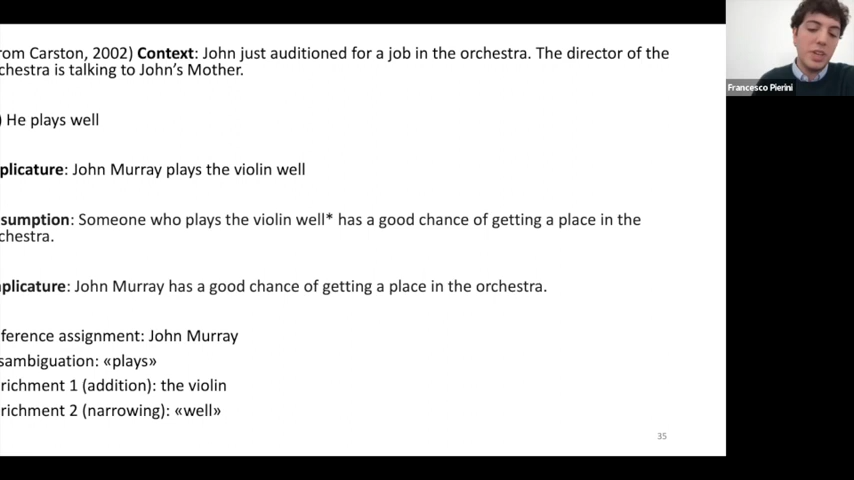 rom Carston, 2002) Context: John just auditioned for a job in the orchestra. The director of the
chestra is talking to John's Mother.
) He plays well
plicature: John Murray plays the violin well
sumption: Someone who plays the violin well* has a good chance of getting a place in the
chestra.
plicature: John Murray has a good chance of getting a place in the orchestra.
ference assignment: John Murray
sambiguation: «plays»
richment 1 (addition): the violin
richment 2 (narrowing): «well»
35
Francesco Pierini